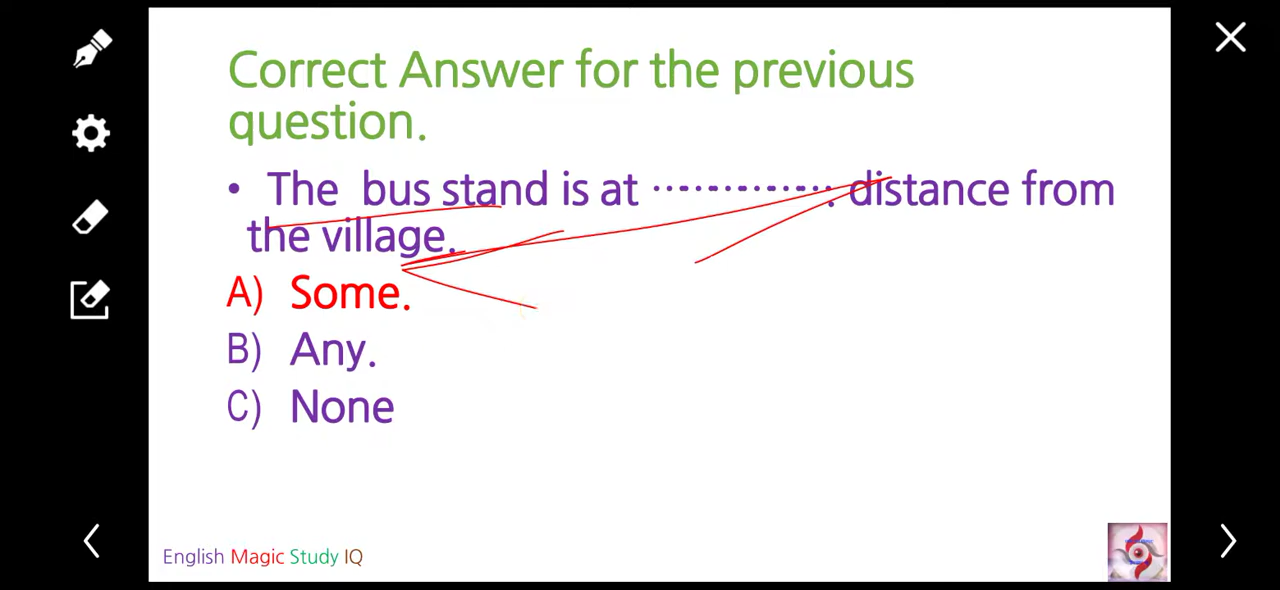 Correct Answer for the previous
question.
• The bus stand is at .............. distance from
the village.
A) Some.
B) Any.
C) None
English Magic Study IQ